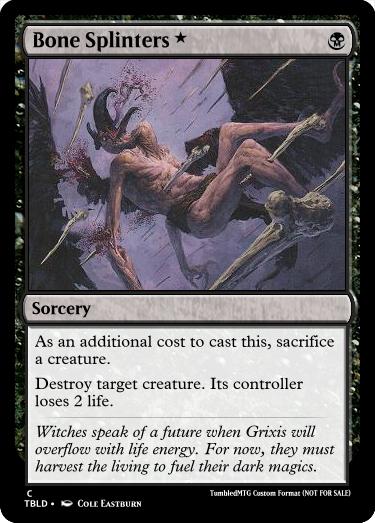 Bone Splinters ★
Sorcery
As an additional cost to cast this, sacrifice
a creature.
Destroy target creature. Its controller
loses 2 life.
Witches speak of a future when Grixis will
overflow with life energy. For now, they must
harvest the living to fuel their dark magics.
C
TumbledMTG Custom Format (NOT FOR SALE)
TBLD • Cole Eastburn